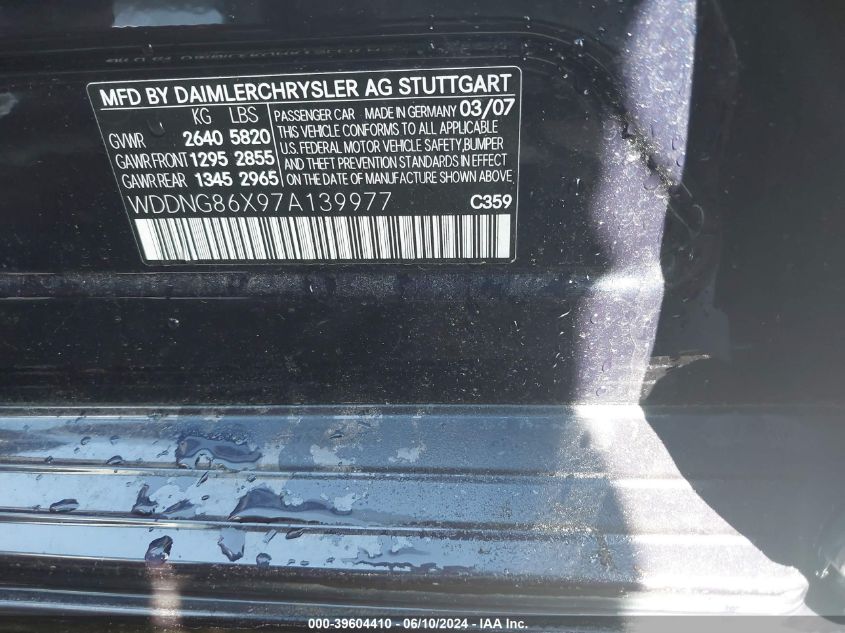 MFD BY DAIMLERCHRYSLER AG STUTTGART
KG LBS
GVWR 2640 5820
GAWR FRONT 1295 2855
GAWR REAR 1345 2965
PASSENGER CAR MADE IN GERMANY 03/07
THIS VEHICLE CONFORMS TO ALL APPLICABLE
U.S. FEDERAL MOTOR VEHICLE SAFETY,BUMPER
AND THEFT PREVENTION STANDARDS IN EFFECT
ON THE DATE OF MANUFACTURE SHOWN ABOVE
WDDNG86X97A139977 C359
000-39604410 - 06/10/2024 - IAA Inc.